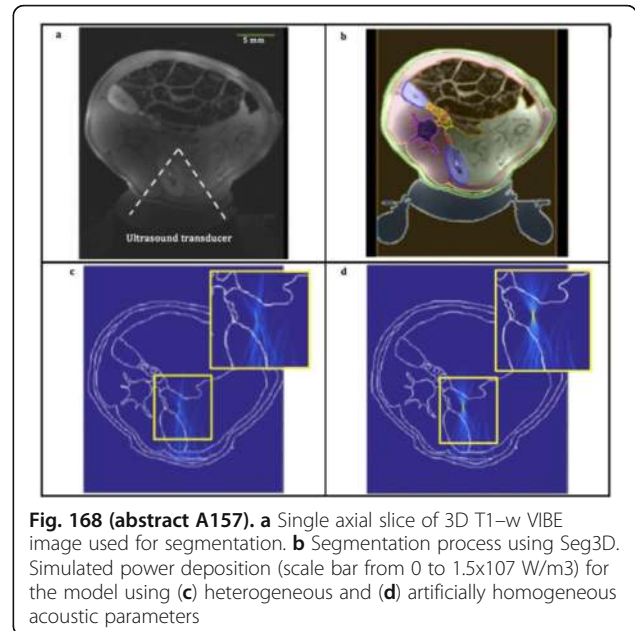 a
5 mm
Ultrasound transducer
b
c
d
Fig. 168 (abstract A157). a Single axial slice of 3D T1–w VIBE
image used for segmentation. b Segmentation process using Seg3D.
Simulated power deposition (scale bar from 0 to 1.5x107 W/m3) for
the model using (c) heterogeneous and (d) artificially homogeneous
acoustic parameters